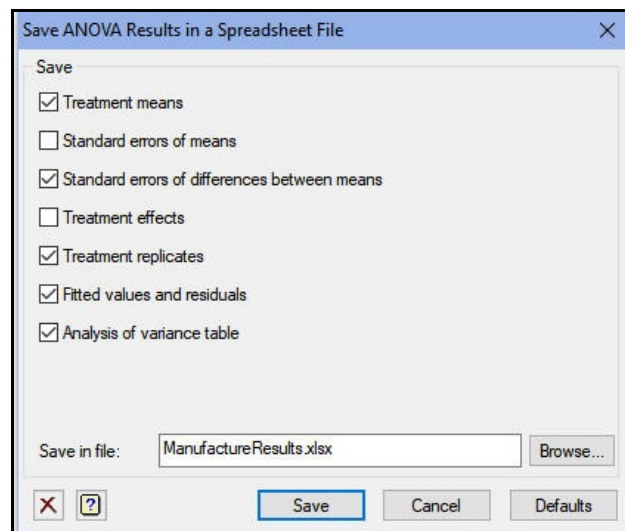 Save ANOVA Results in a Spreadsheet File
Save
Treatment means
Standard errors of means
Standard errors of differences between means
Treatment effects
Treatment replicates
Fitted values and residuals
Analysis of variance table
Save in file: ManufactureResults.xlsx Browse...
? Save Cancel Defaults